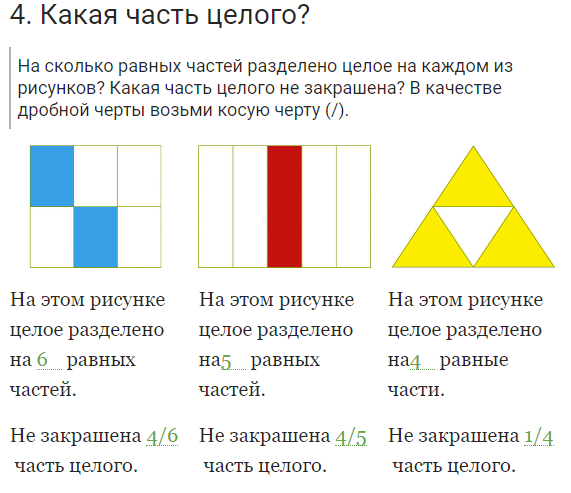 4. Какая часть целого?
На сколько равных частей разделено целое на каждом из
рисунков? Какая часть целого не закрашена? В качестве
дробной черты возьми косую черту (/).
На этом рисунке
целое разделено
на 6 равных
частей.
Не закрашена 4/6
часть целого.
На этом рисунке
целое разделено
на5 равных
частей.
Не закрашена 4/5
часть целого.
На этом рисунке
целое разделено
на4 равные
части.
Не закрашена 1/4
часть целого.